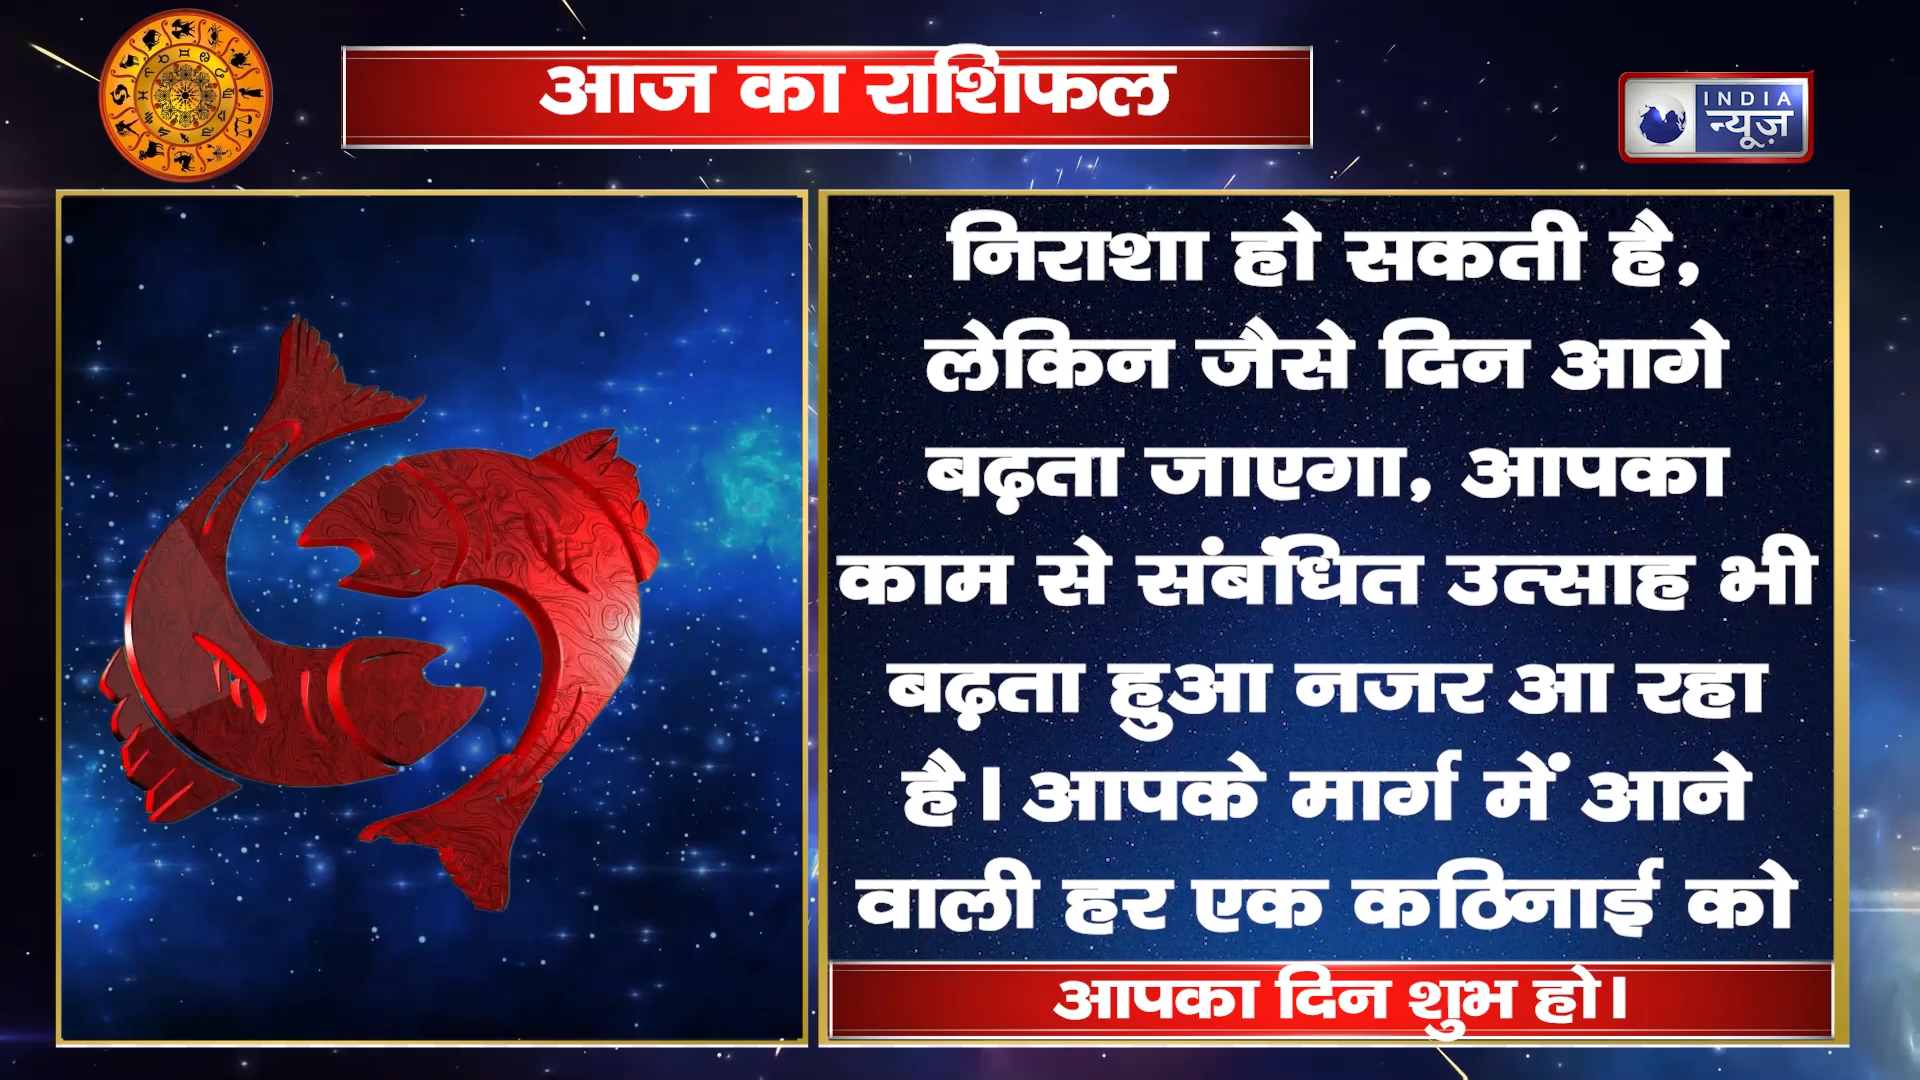 आज का राशिफल
INDIA
न्यूज़
निराशा हो सकती है,
लेकिन जैसे दिन आगे
बढ़ता जाएगा, आपका
काम से संबंधित उत्साह भी
बढ़ता हुआ नजर आ रहा
है। आपके मार्ग में आने
वाली हर एक कठिनाई को
आपका दिन शुभ हो।